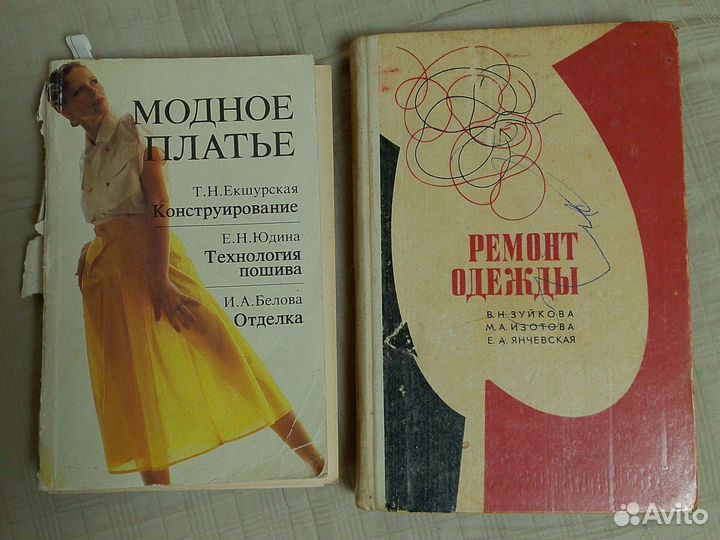 МОДНОЕ
ПЛАТЬЕ
Т.Н.Екшурская
Конструирование
Е.Н.Юдина
Технология
пошива
И.А.Белова
Отделка
РЕМОНТ
ОДЕЖДЫ
В.Н.ЗУЙКОВА
М.А.ИЗОТОВА
Е.А.ЯНЧЕВСКАЯ
Avito